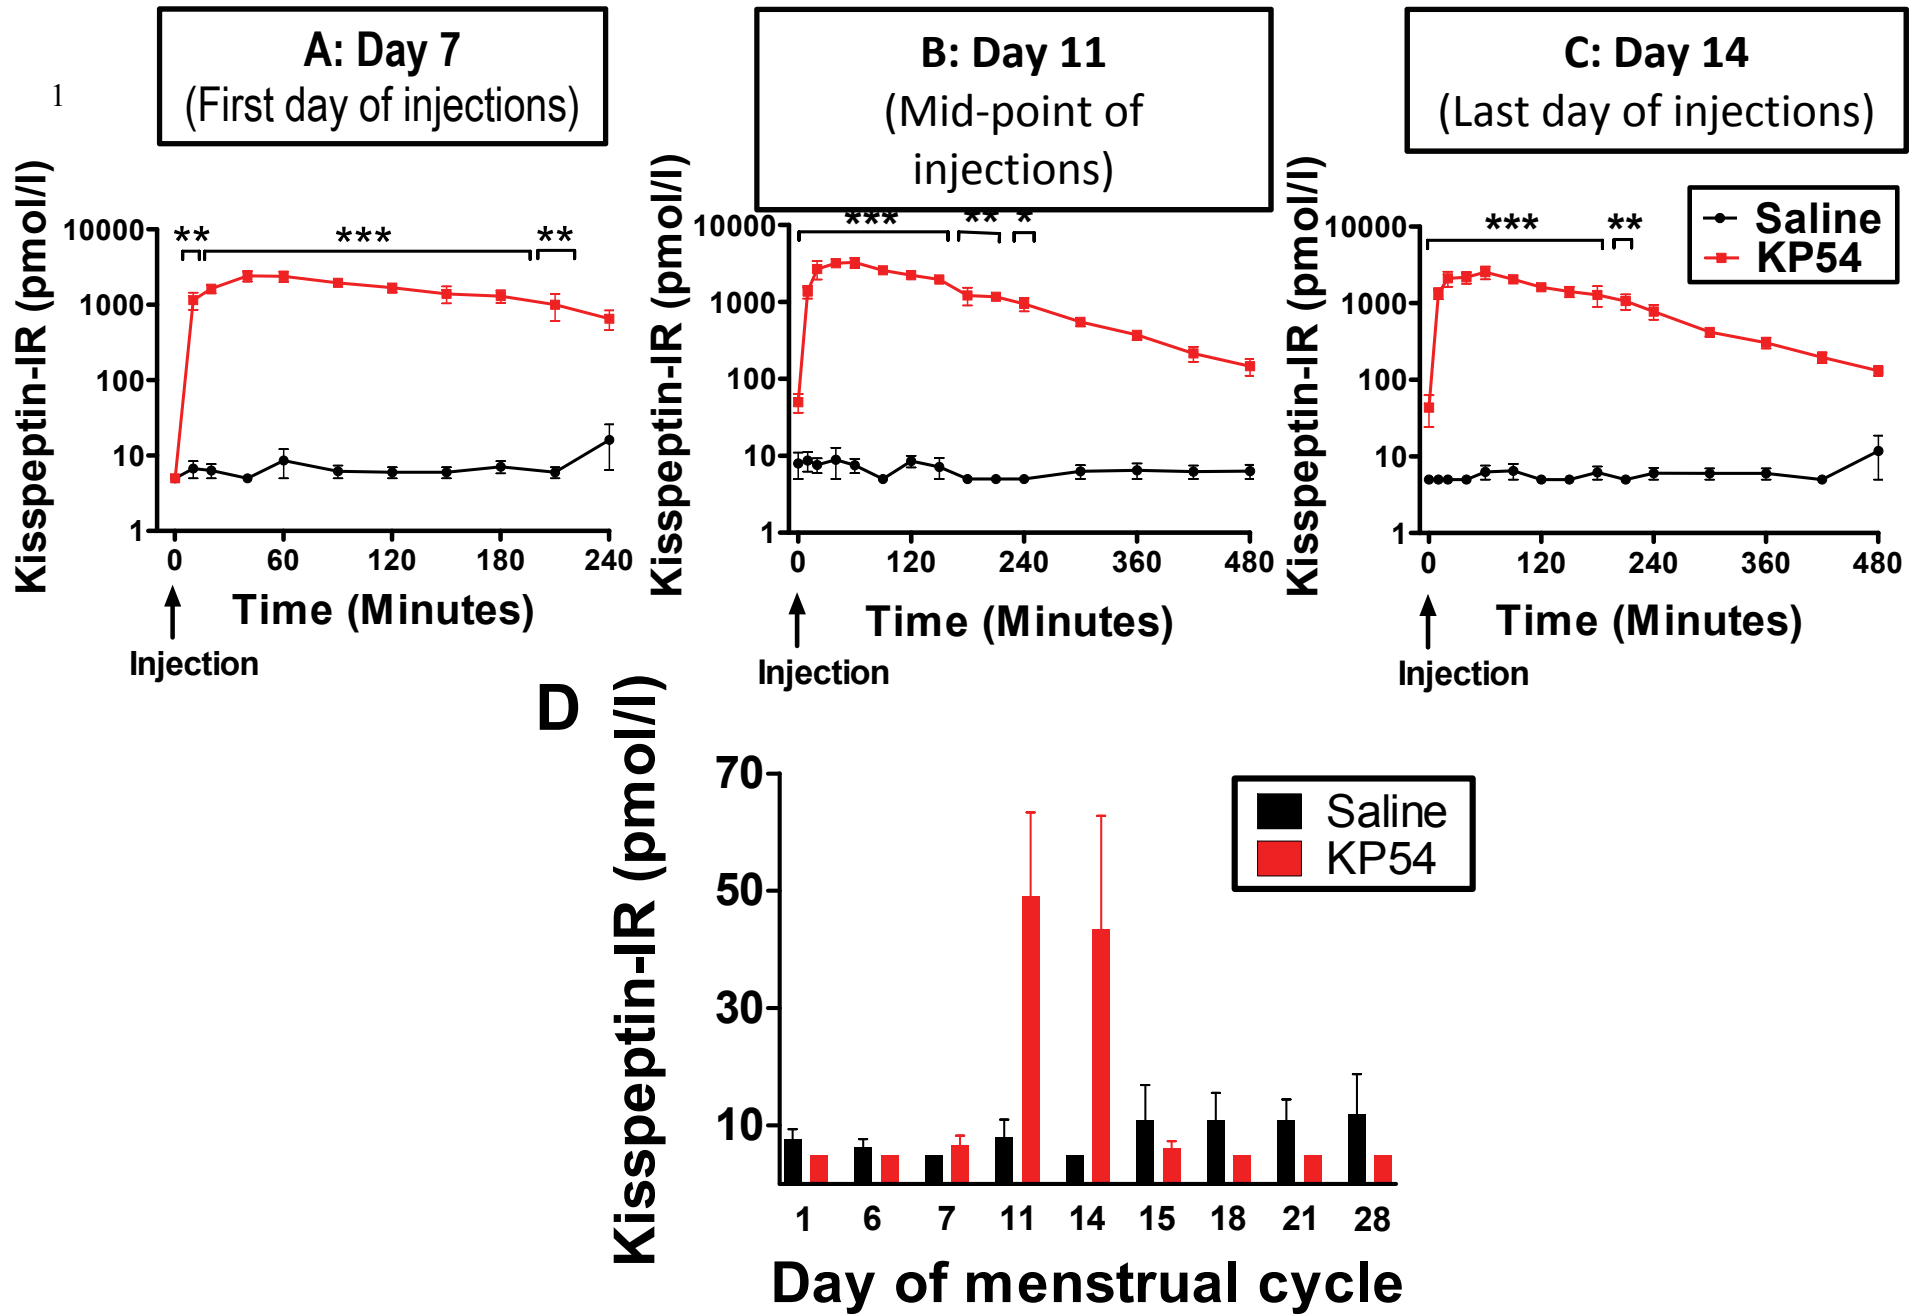 1
A: Day 7
(First day of injections)
B: Day 11
(Mid-point of
injections)
C: Day 14
(Last day of injections)
Kisspeptin-IR (pmol/l)
10000
1000
100
10
1
** *** **
0 60 120 180 240
Time (Minutes)
Injection
Kisspeptin-IR (pmol/l)
10000
1000
100
10
1
*** ** *
0 120 240 360 480
Time (Minutes)
Injection
Kisspeptin-IR (pmol/l)
10000
1000
100
10
1
*** **
Saline
KP54
0 120 240 360 480
Time (Minutes)
Injection
D
Kisspeptin-IR (pmol/l)
70
50
30
10
Saline
KP54
1 6 7 11 14 15 18 21 28
Day of menstrual cycle